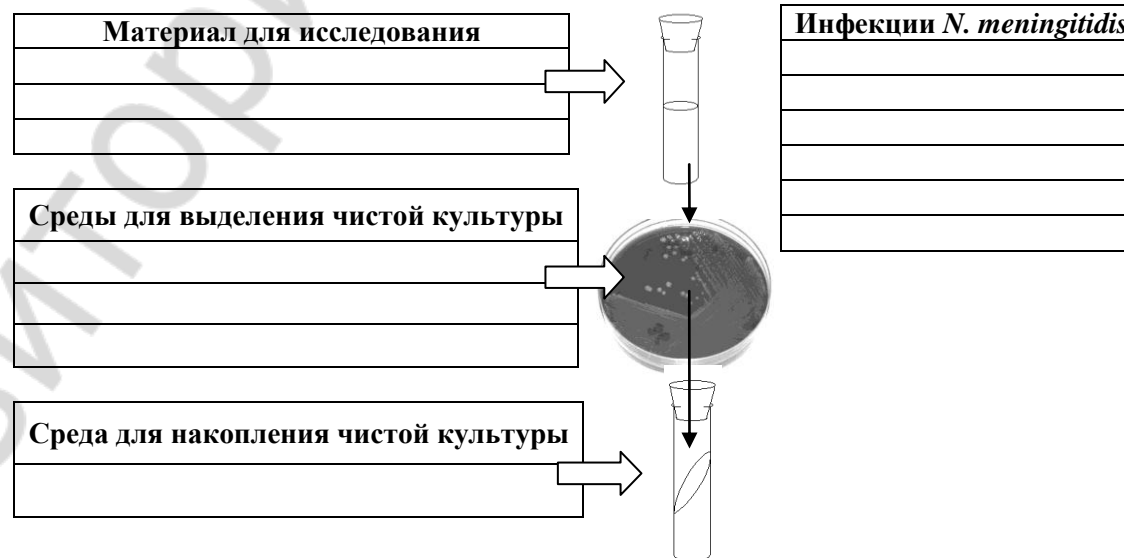 Материал для исследования
Инфекции N. meningitidis
Среды для выделения чистой культуры
Среда для накопления чистой культуры